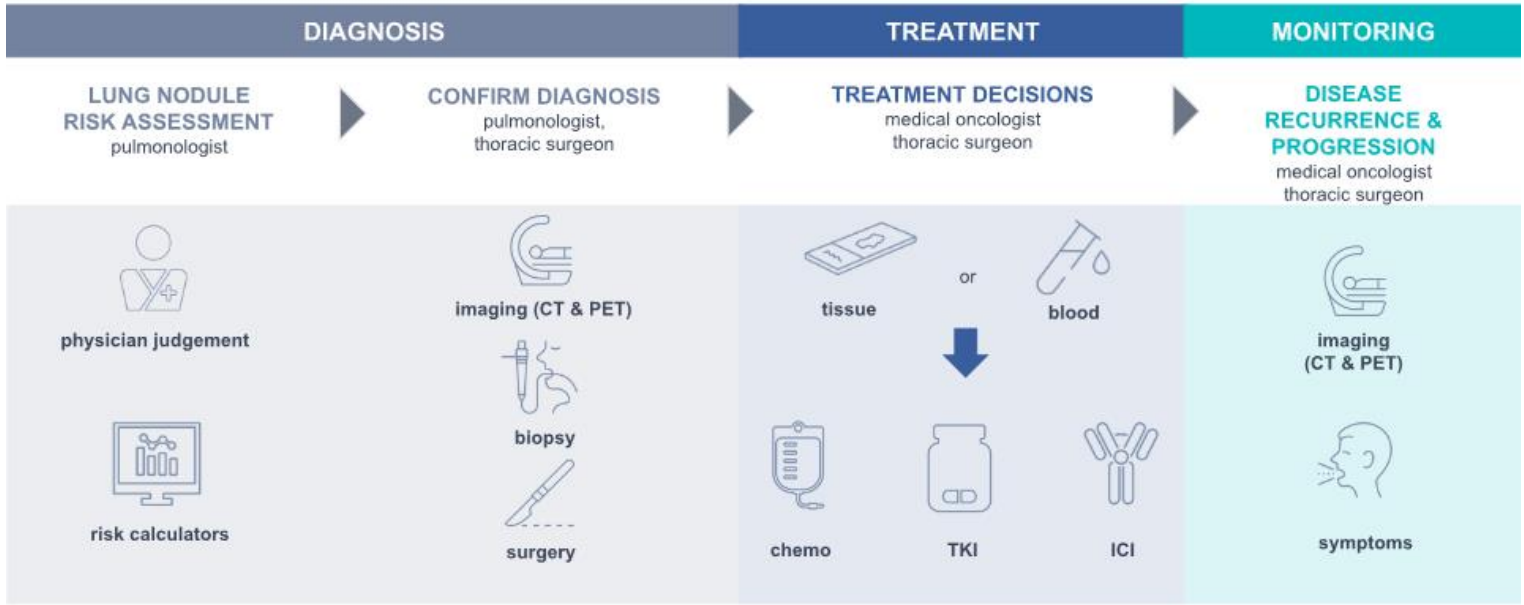 DIAGNOSIS
TREATMENT
MONITORING
LUNG NODULE
RISK ASSESSMENT
pulmonologist
CONFIRM DIAGNOSIS
pulmonologist,
thoracic surgeon
TREATMENT DECISIONS
medical oncologist
thoracic surgeon
DISEASE
RECURRENCE &
PROGRESSION
medical oncologist
thoracic surgeon
physician judgement
risk calculators
imaging (CT & PET)
biopsy
surgery
tissue
or
blood
chemo
TKI
ICI
imaging
(CT & PET)
symptoms